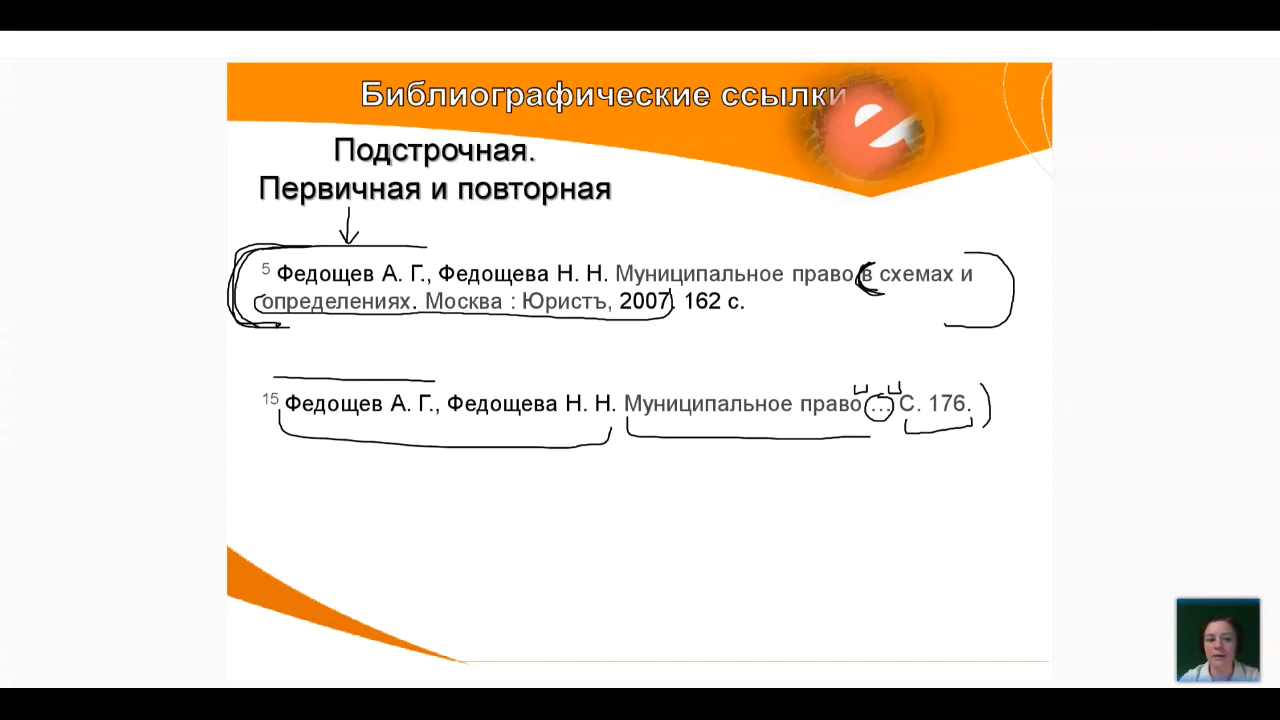 Библиографические ссылки
Подстрочная.
Первичная и повторная
5 Федощев А. Г., Федощева Н. Н. Муниципальное право в схемах и
определениях. Москва : Юристъ, 2007. 162 с.
15 Федощев А. Г., Федощева Н. Н. Муниципальное право ... С. 176.